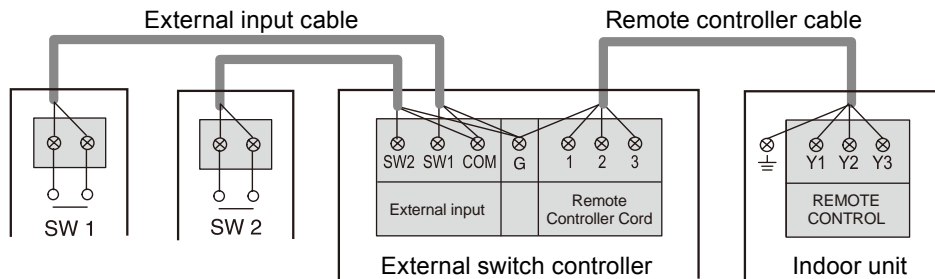 External input cable
Remote controller cable
SW2 SW1 COM G 1 2 3
Y1 Y2 Y3
External input
Remote
Controller Cord
REMOTE
CONTROL
SW 1
SW 2
External switch controller
Indoor unit